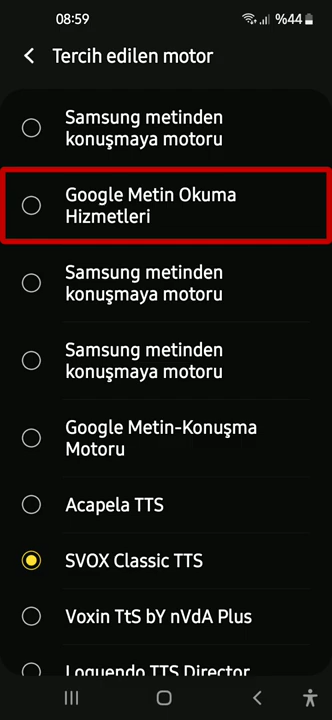 08:59
%44
Tercih edilen motor
Samsung metinden
konuşmaya motoru
Google Metin Okuma
Hizmetleri
Samsung metinden
konuşmaya motoru
Samsung metinden
konuşmaya motoru
Google Metin-Konuşma
Motoru
Acapela TTS
SVOX Classic TTS
Voxin TtS bY nVdA Plus
Loquendo TTS Director